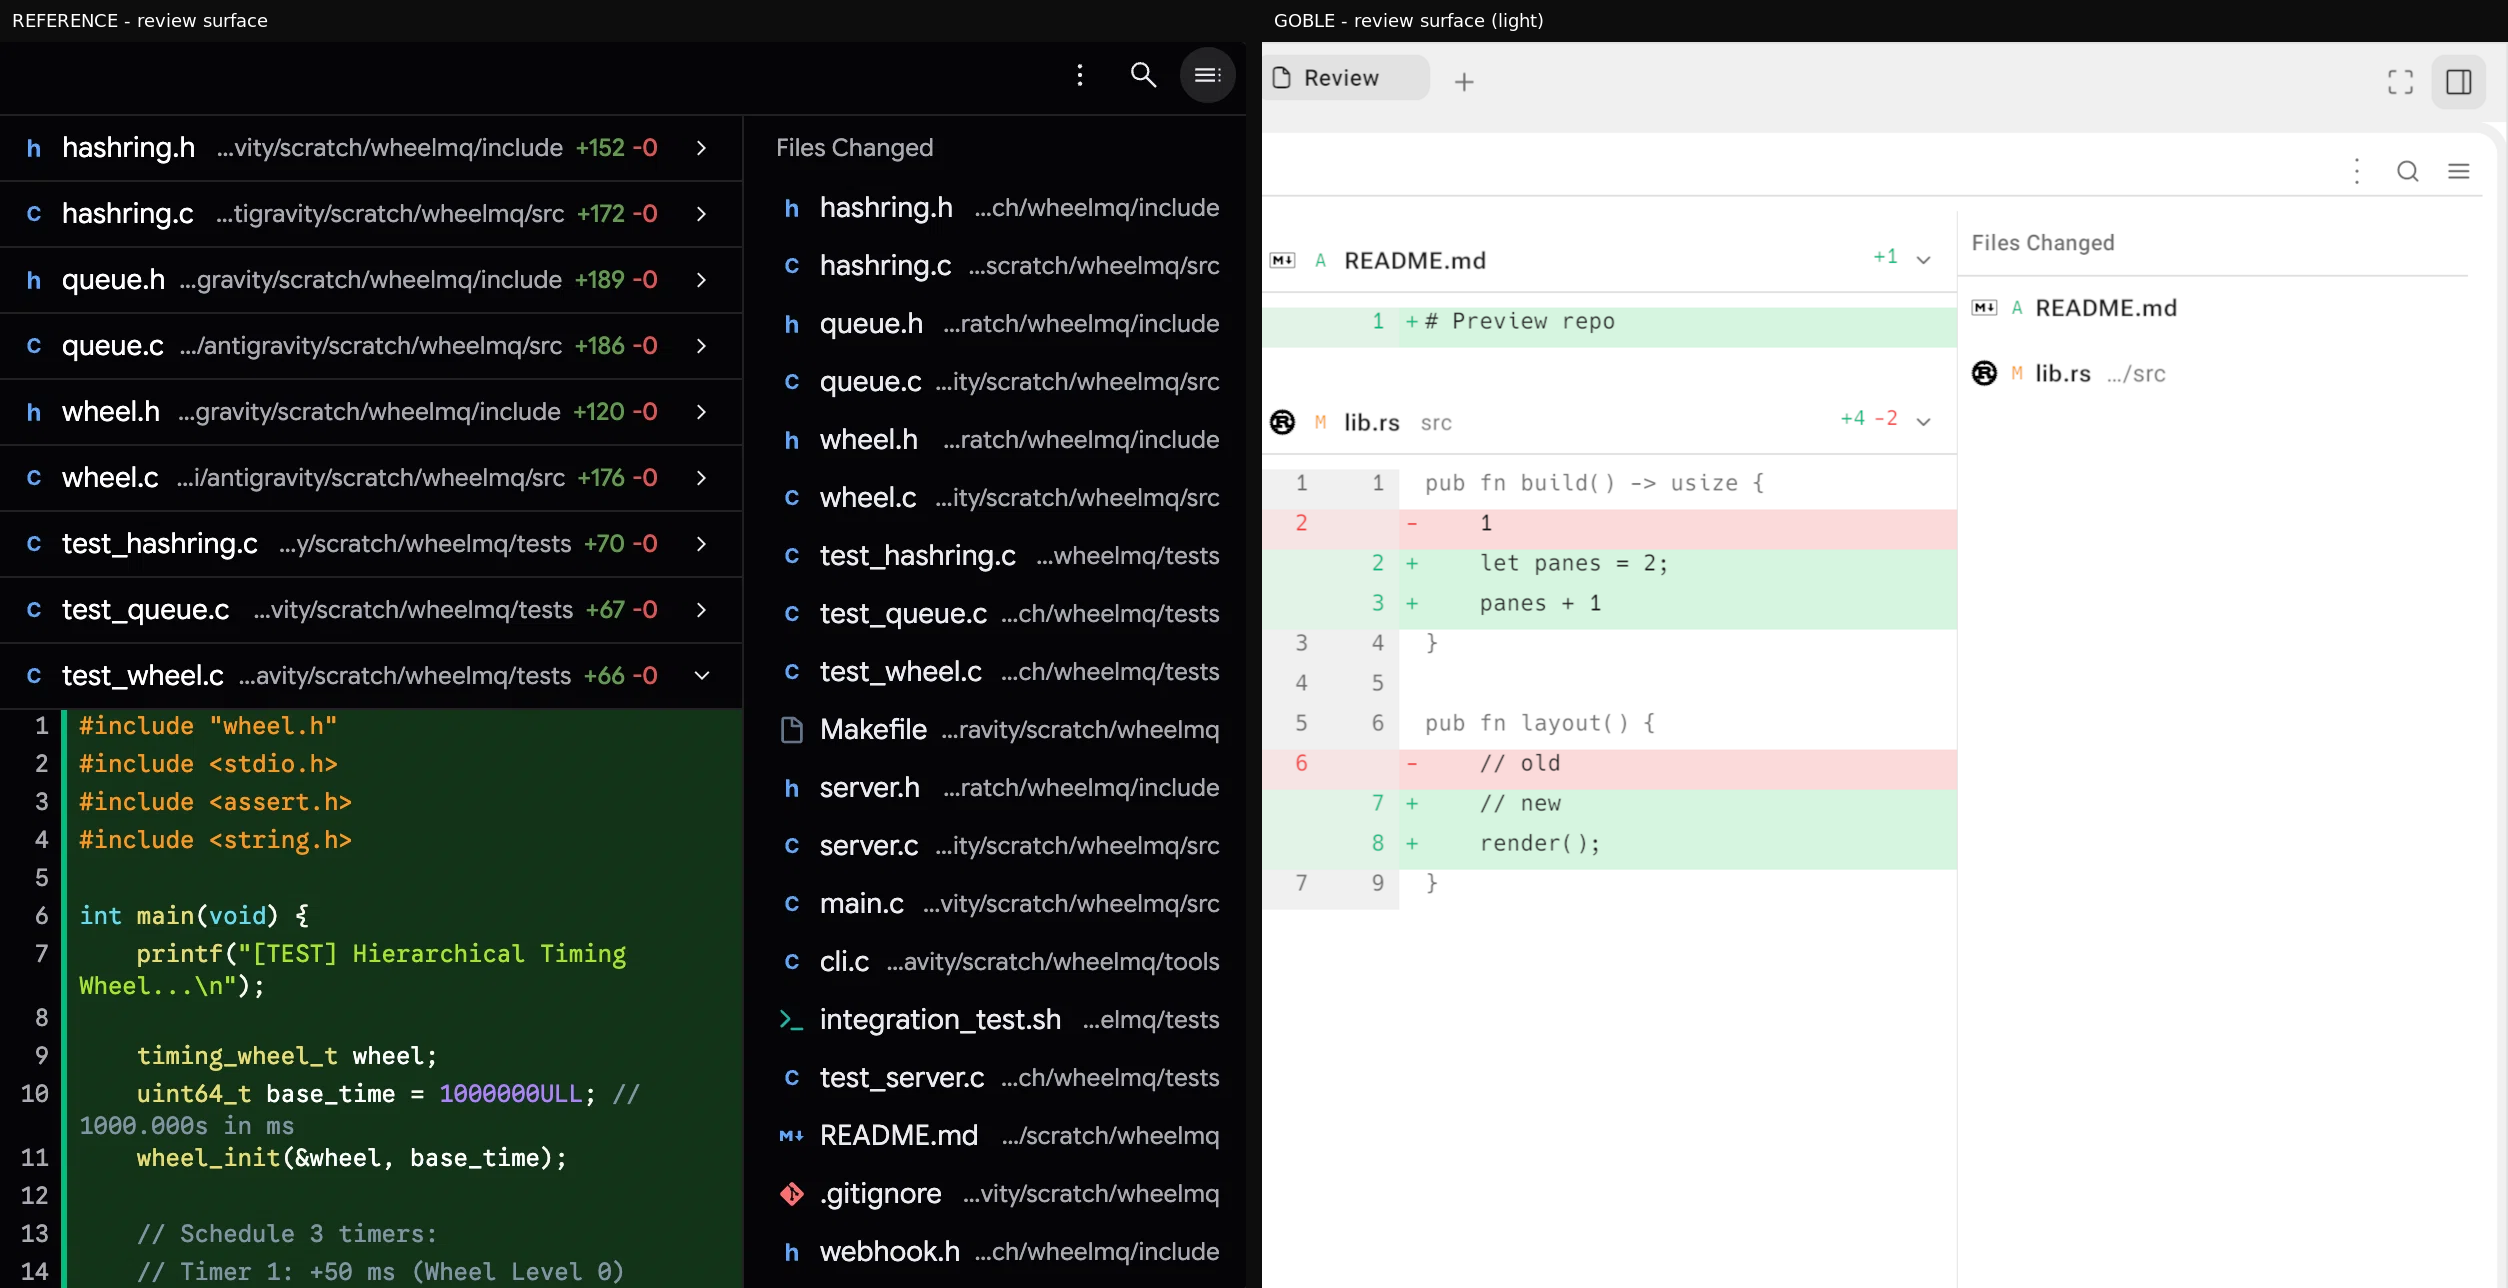 REFERENCE - review surface
h hashring.h ...vity/scratch/wheelmq/include +152 -0
C hashring.c ...tigravity/scratch/wheelmq/src +172 -0
h queue.h ...gravity/scratch/wheelmq/include +189 -0
C queue.c .../antigravity/scratch/wheelmq/src +186 -0
h wheel.h ...gravity/scratch/wheelmq/include +120 -0
C wheel.c ...i/antigravity/scratch/wheelmq/src +176 -0
C test_hashring.c ...y/scratch/wheelmq/tests +70 -0
C test_queue.c ...vity/scratch/wheelmq/tests +67 -0
C test_wheel.c ...avity/scratch/wheelmq/tests +66 -0
1 #include "wheel.h"
2 #include <stdio.h>
3 #include <assert.h>
4 #include <string.h>
5
6 int main(void) {
7 printf("[TEST] Hierarchical Timing
Wheel...\n");
8
9 timing_wheel_t wheel;
10 uint64_t base_time = 1000000ULL; //
1000.000s in ms
11 wheel_init(&wheel, base_time);
12
13 // Schedule 3 timers:
14 // Timer 1: +50 ms (Wheel Level 0)
Files Changed
h hashring.h ...ch/wheelmq/include
C hashring.c ...scratch/wheelmq/src
h queue.h ...ratch/wheelmq/include
C queue.c ...ity/scratch/wheelmq/src
h wheel.h ...ratch/wheelmq/include
C wheel.c ...ity/scratch/wheelmq/src
C test_hashring.c ...wheelmq/tests
C test_queue.c ...ch/wheelmq/tests
C test_wheel.c ...ch/wheelmq/tests
Makefile ...ravity/scratch/wheelmq
h server.h ...ratch/wheelmq/include
C server.c ...ity/scratch/wheelmq/src
C main.c ...vity/scratch/wheelmq/src
C cli.c ...avity/scratch/wheelmq/tools
>_ integration_test.sh ...elmq/tests
C test_server.c ...ch/wheelmq/tests
M↓ README.md .../scratch/wheelmq
.gitignore ...vity/scratch/wheelmq
h webhook.h ...ch/wheelmq/include
GOBLE - review surface (light)
Review +
M↓ A README.md +1
1 +# Preview repo
R M lib.rs src +4 -2
1 1 pub fn build() -> usize {
2 - 1
2 + let panes = 2;
3 + panes + 1
3 4 }
4 5
5 6 pub fn layout() {
6 - // old
7 + // new
8 + render();
7 9 }
Files Changed
M↓ A README.md
R M lib.rs .../src